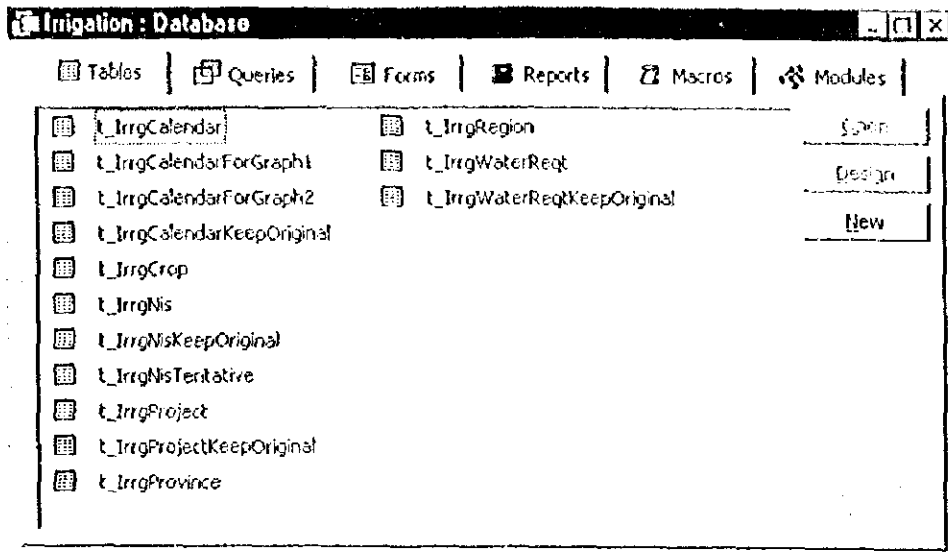 Irrigation : Database
Tables Queries Forms Reports Macros Modules
t_IrrgCalendar
t_IrrgCalendarForGraph1
t_IrrgCalendarForGraph2
t_IrrgCalendarKeepOriginal
t_IrrgCrop
t_IrrgNis
t_IrrgNisKeepOriginal
t_IrrgNisTentative
t_IrrgProject
t_IrrgProjectKeepOriginal
t_IrrgProvince
t_IrrgRegion
t_IrrgWaterReqt
t_IrrgWaterReqtKeepOriginal
Open
Design
New